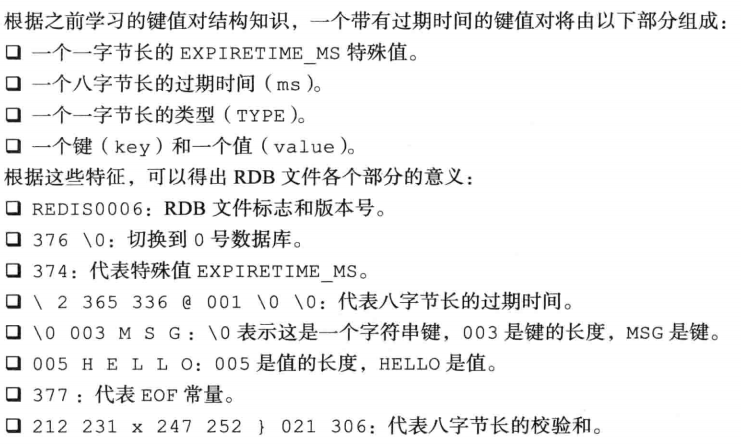 根据之前学习的键值对结构知识，一个带有过期时间的键值对将由以下部分组成：
❑ 一个一字节长的 EXPIRETIME_MS 特殊值。
❑ 一个八字节长的过期时间（ms）。
❑ 一个一字节长的类型（TYPE）。
❑ 一个键（key）和一个值（value）。
根据这些特征，可以得出 RDB 文件各个部分的意义：
❑ REDIS0006：RDB 文件标志和版本号。
❑ 376 \0：切换到 0 号数据库。
❑ 374：代表特殊值 EXPIRETIME_MS。
❑ \ 2 365 336 @ 001 \0 \0：代表八字节长的过期时间。
❑ \0 003 M S G：\0 表示这是一个字符串键，003 是键的长度，MSG 是键。
❑ 005 H E L L O：005 是值的长度，HELLO 是值。
❑ 377：代表 EOF 常量。
❑ 212 231 x 247 252 } 021 306：代表八字节长的校验和。